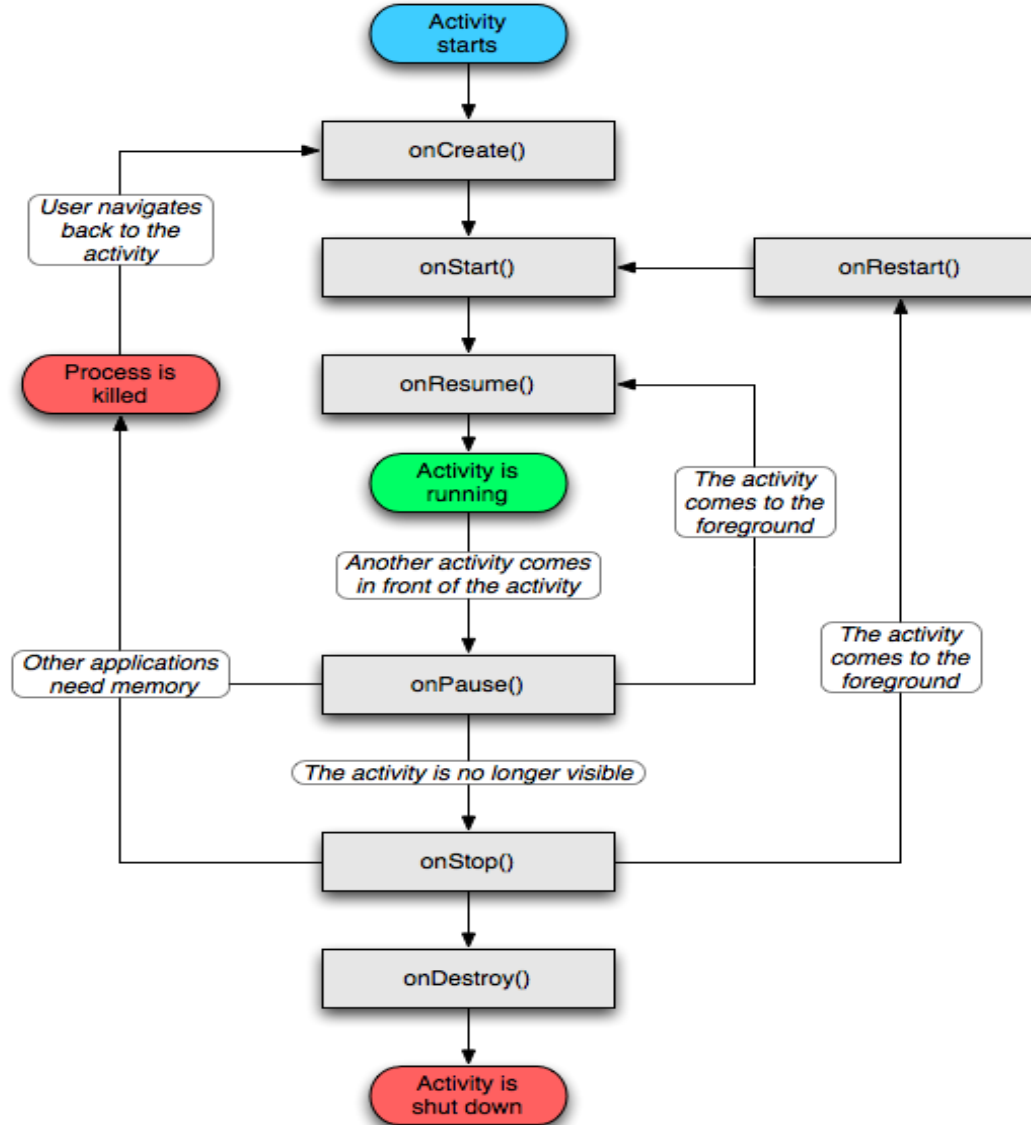 Activity
starts
onCreate()
User navigates
back to the
activity
onStart()
onRestart()
Process is
killed
onResume()
Activity is
running
The activity
comes to the
foreground
Another activity comes
in front of the activity
Other applications
need memory
onPause()
The activity
comes to the
foreground
The activity is no longer visible
onStop()
onDestroy()
Activity is
shut down